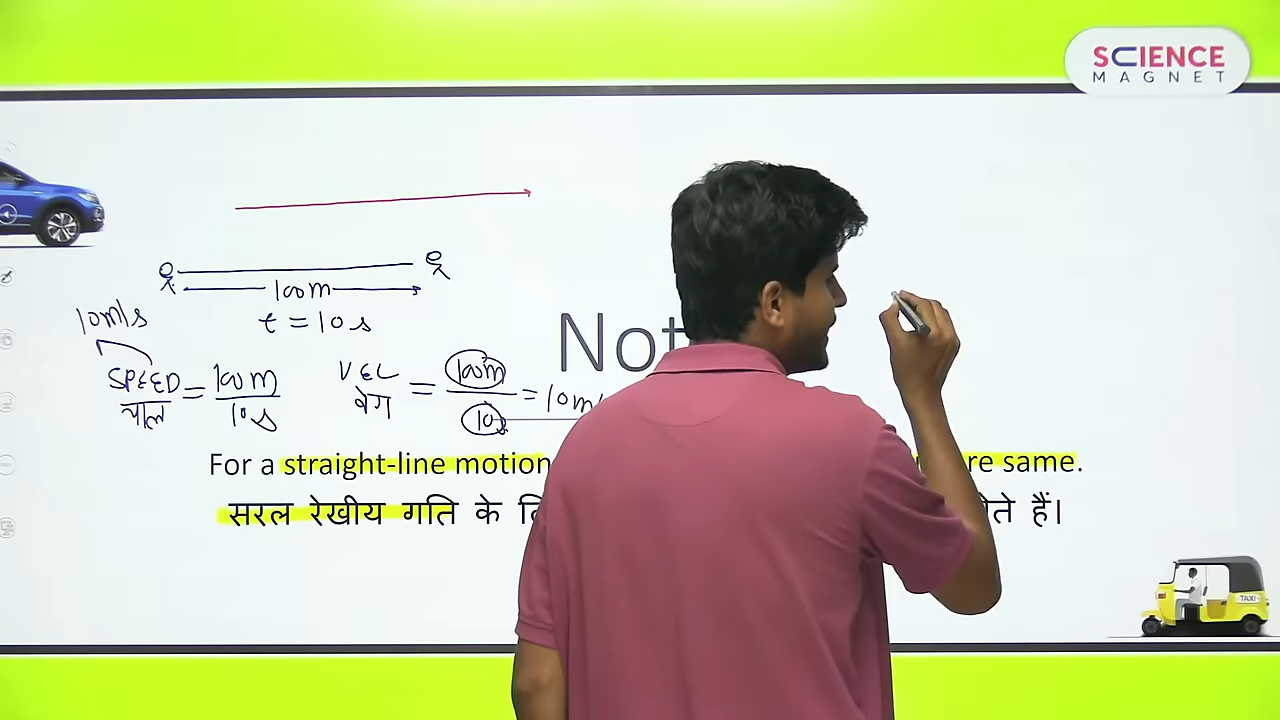 SCIENCE
MAGNET
100m
t = 10s
10m/s
SPEED = 100m
चाल 10s
VEL = 100m = 10m/
वेग 10s
Not
For a straight-line motion re same.
सरल रेखीय गति के हैं।
TAXI